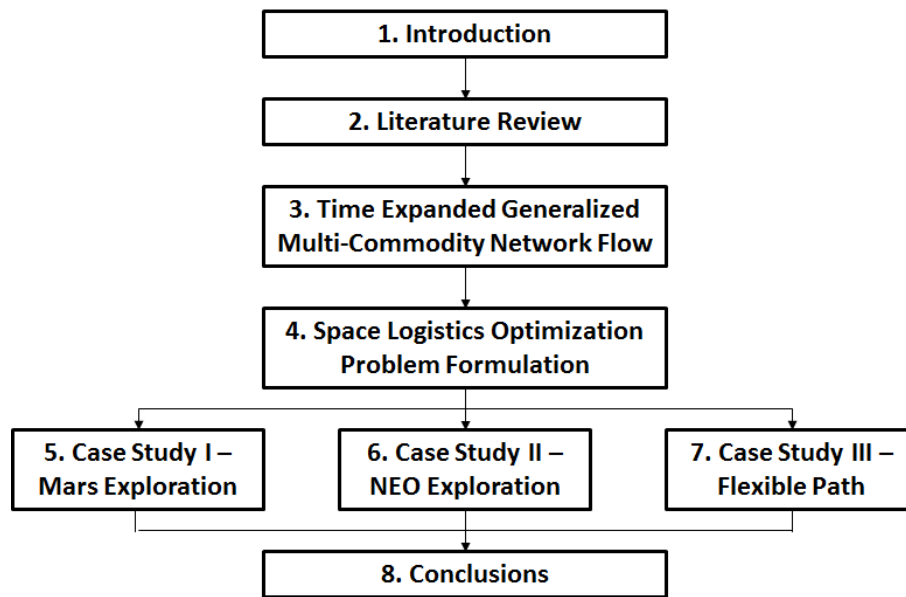 1. Introduction
2. Literature Review
3. Time Expanded Generalized
Multi-Commodity Network Flow
4. Space Logistics Optimization
Problem Formulation
5. Case Study I –
Mars Exploration
6. Case Study II –
NEO Exploration
7. Case Study III –
Flexible Path
8. Conclusions